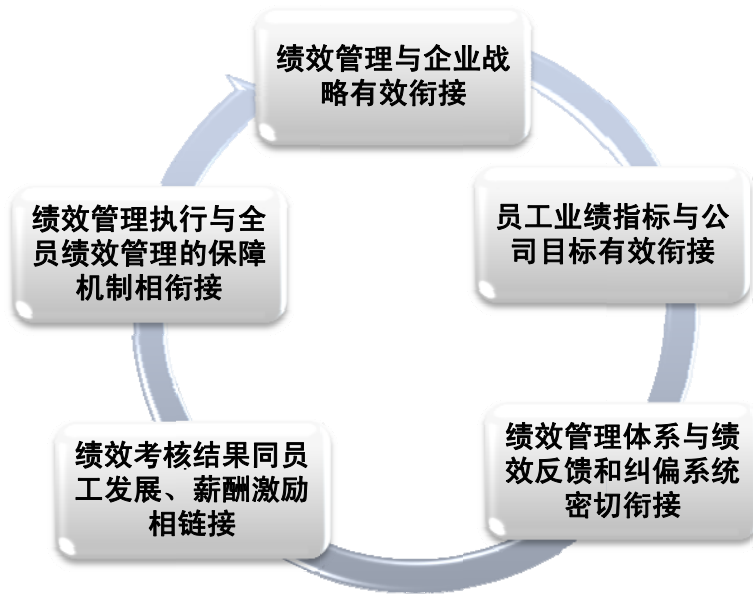 绩效管理与企业战
略有效衔接
员工业绩指标与公
司目标有效衔接
绩效管理体系与绩
效反馈和纠偏系统
密切衔接
绩效考核结果同员
工发展、薪酬激励
相链接
绩效管理执行与全
员绩效管理的保障
机制相衔接